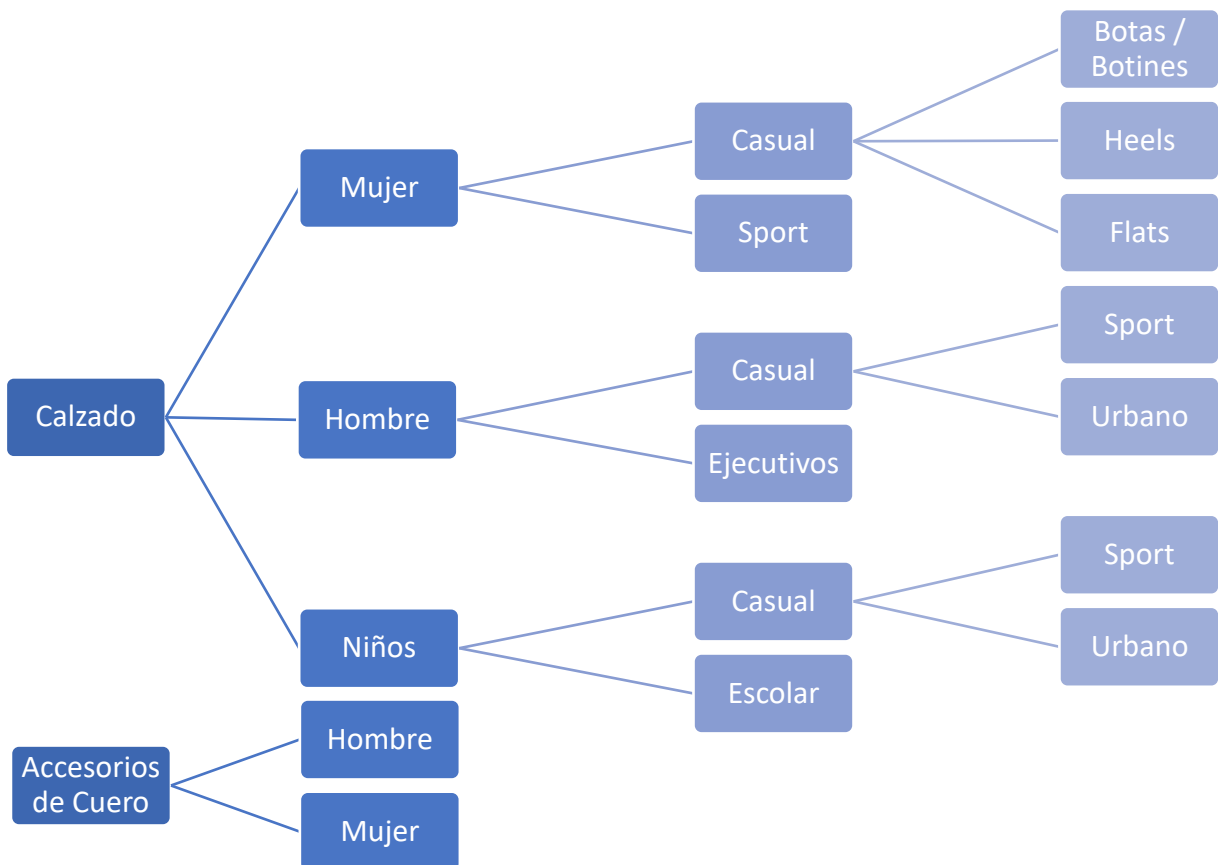 Calzado
Mujer
Casual
Botas /
Botines
Heels
Flats
Sport
Hombre
Casual
Sport
Urbano
Ejecutivos
Niños
Casual
Sport
Urbano
Escolar
Accesorios
de Cuero
Hombre
Mujer